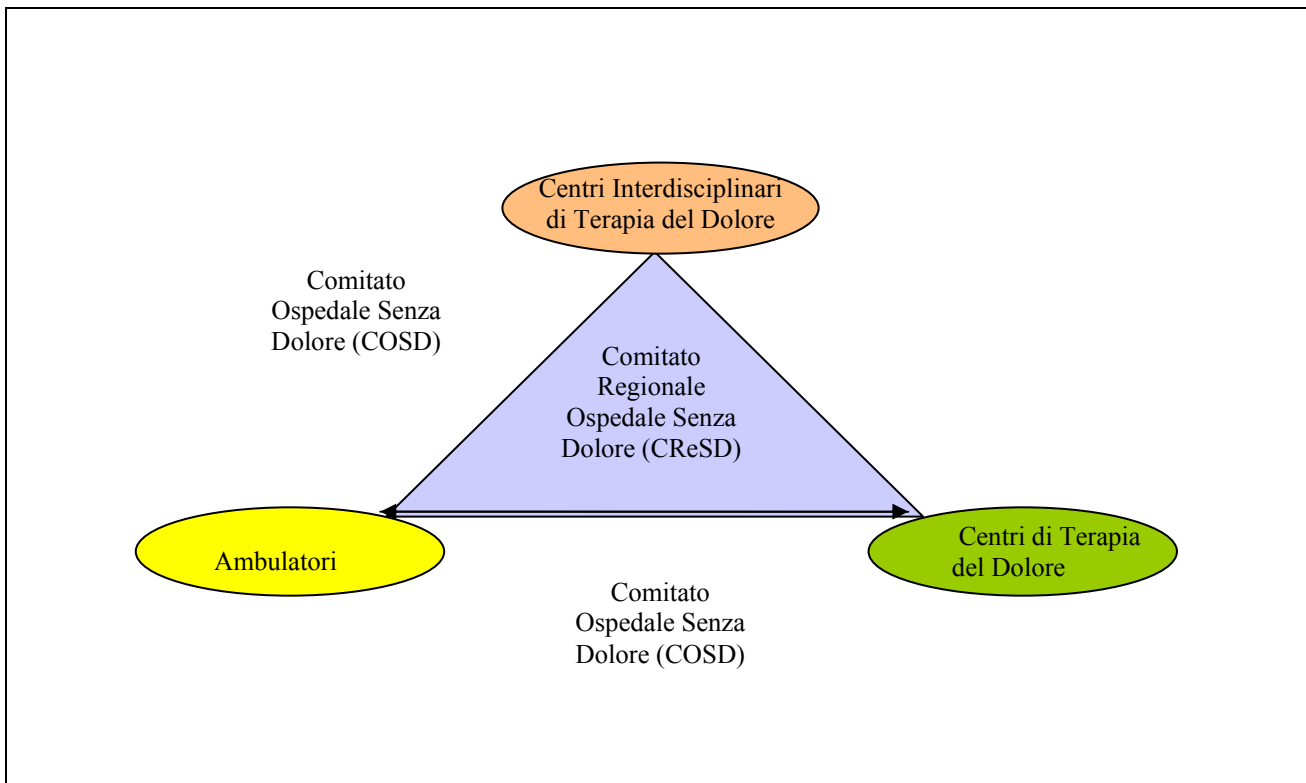 Centri Interdisciplinari
di Terapia del Dolore
Comitato
Ospedale Senza
Dolore (COSD)
Comitato
Regionale
Ospedale Senza
Dolore (CReSD)
Ambulatori
Centri di Terapia
del Dolore
Comitato
Ospedale Senza
Dolore (COSD)